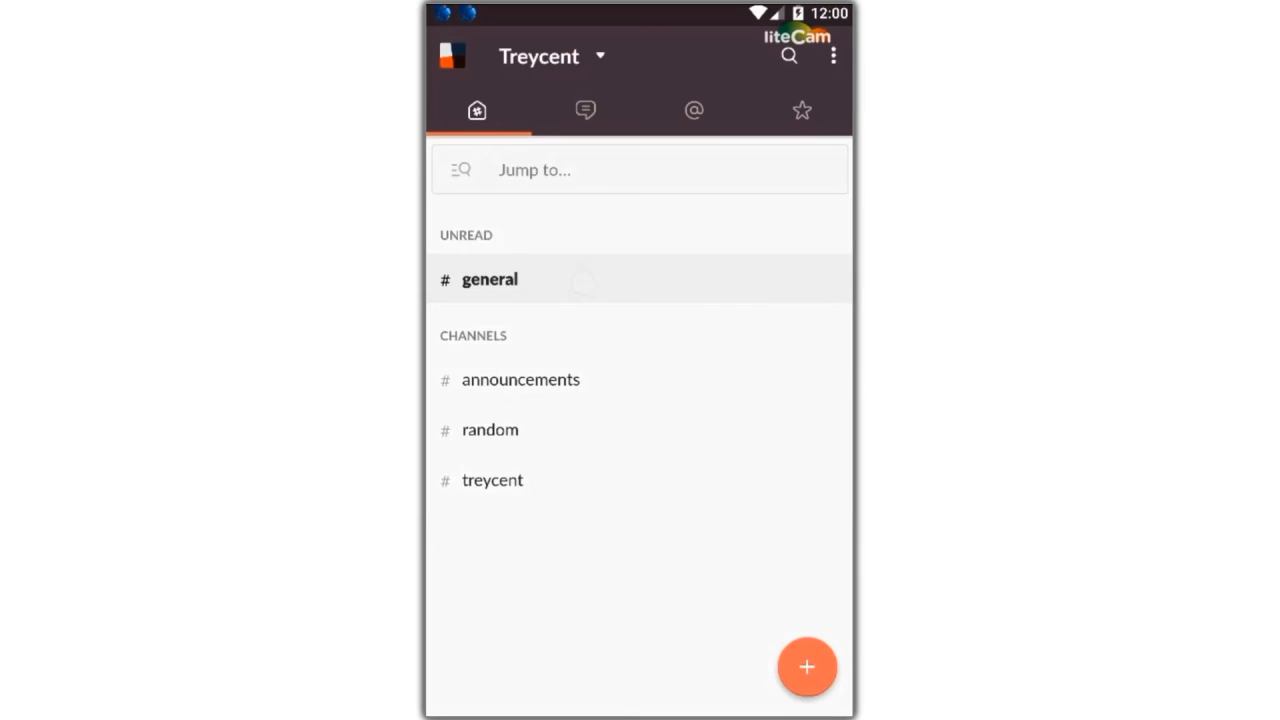 12:00
liteCam
Treycent
Jump to...
UNREAD
# general
CHANNELS
# announcements
# random
# treycent